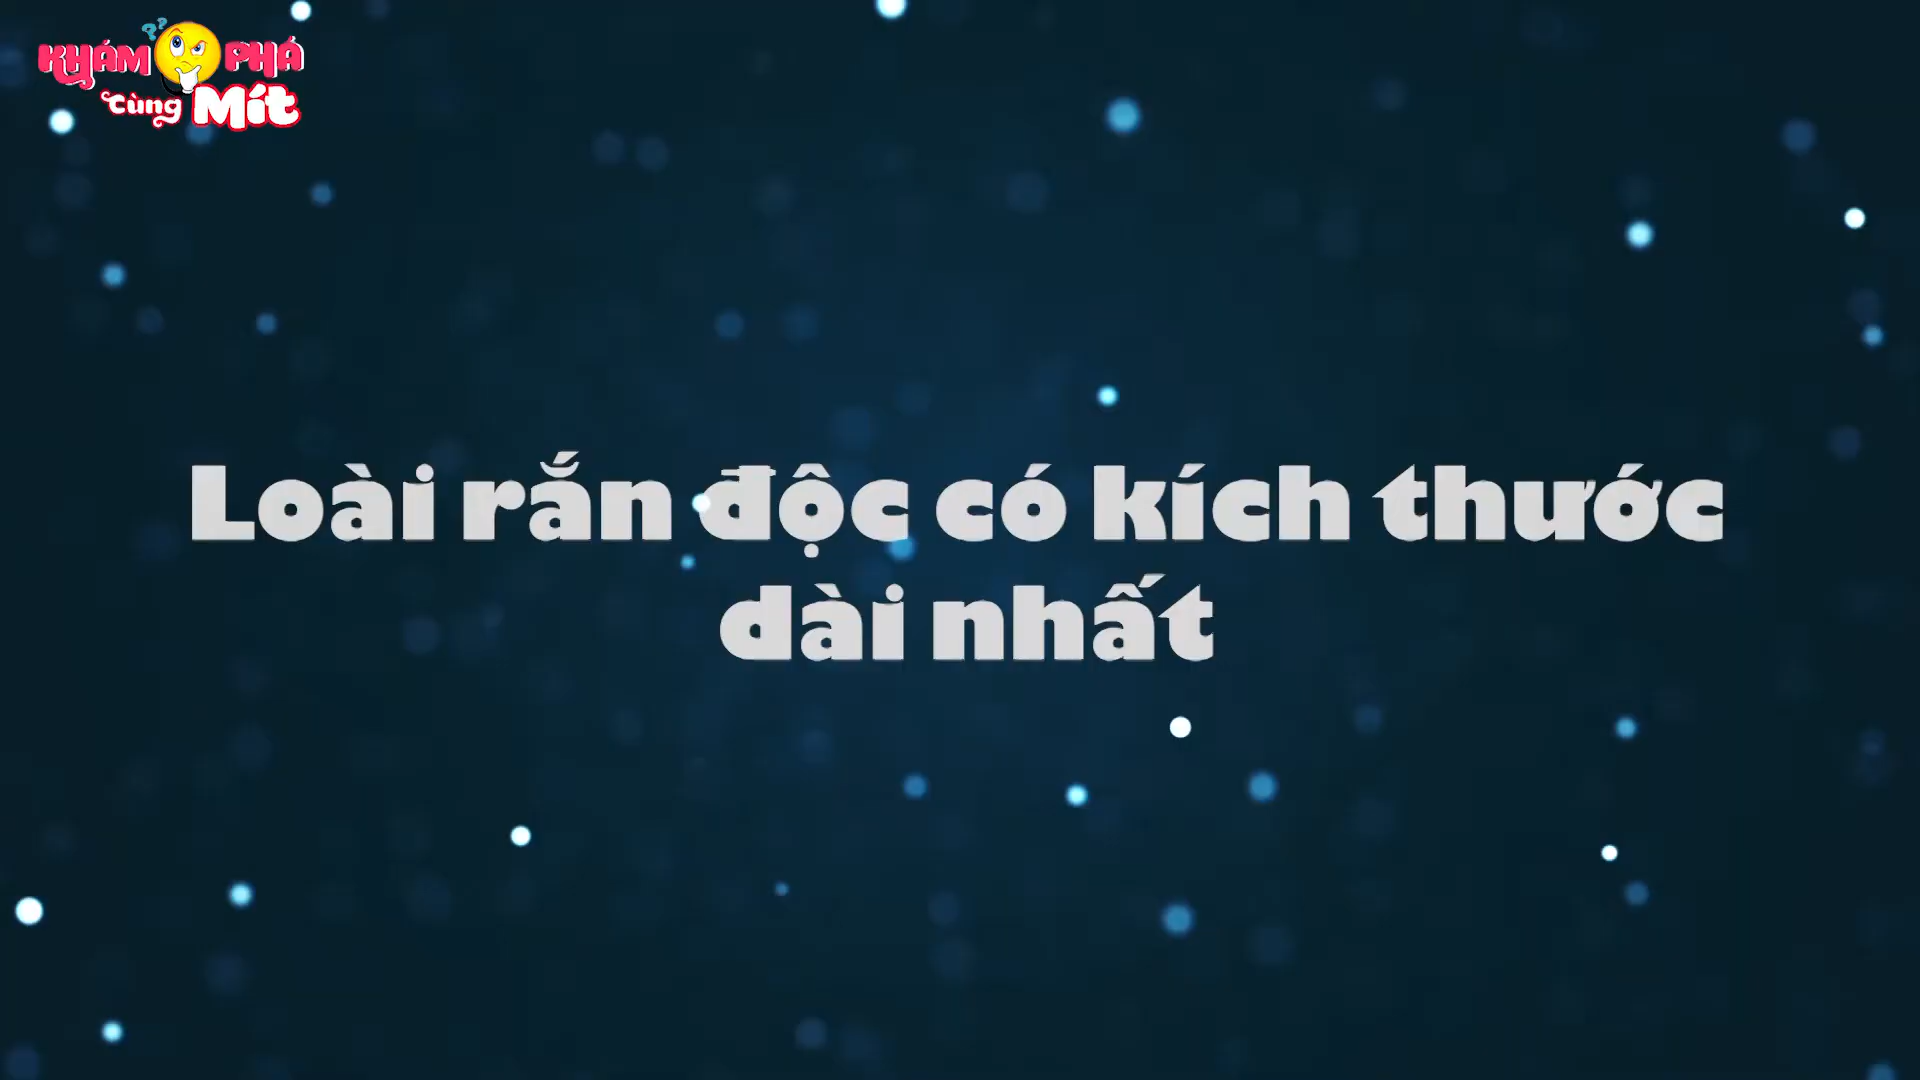 KHÁM PHÁ
Cùng Mít
Loài rắn độc có kích thước
dài nhất